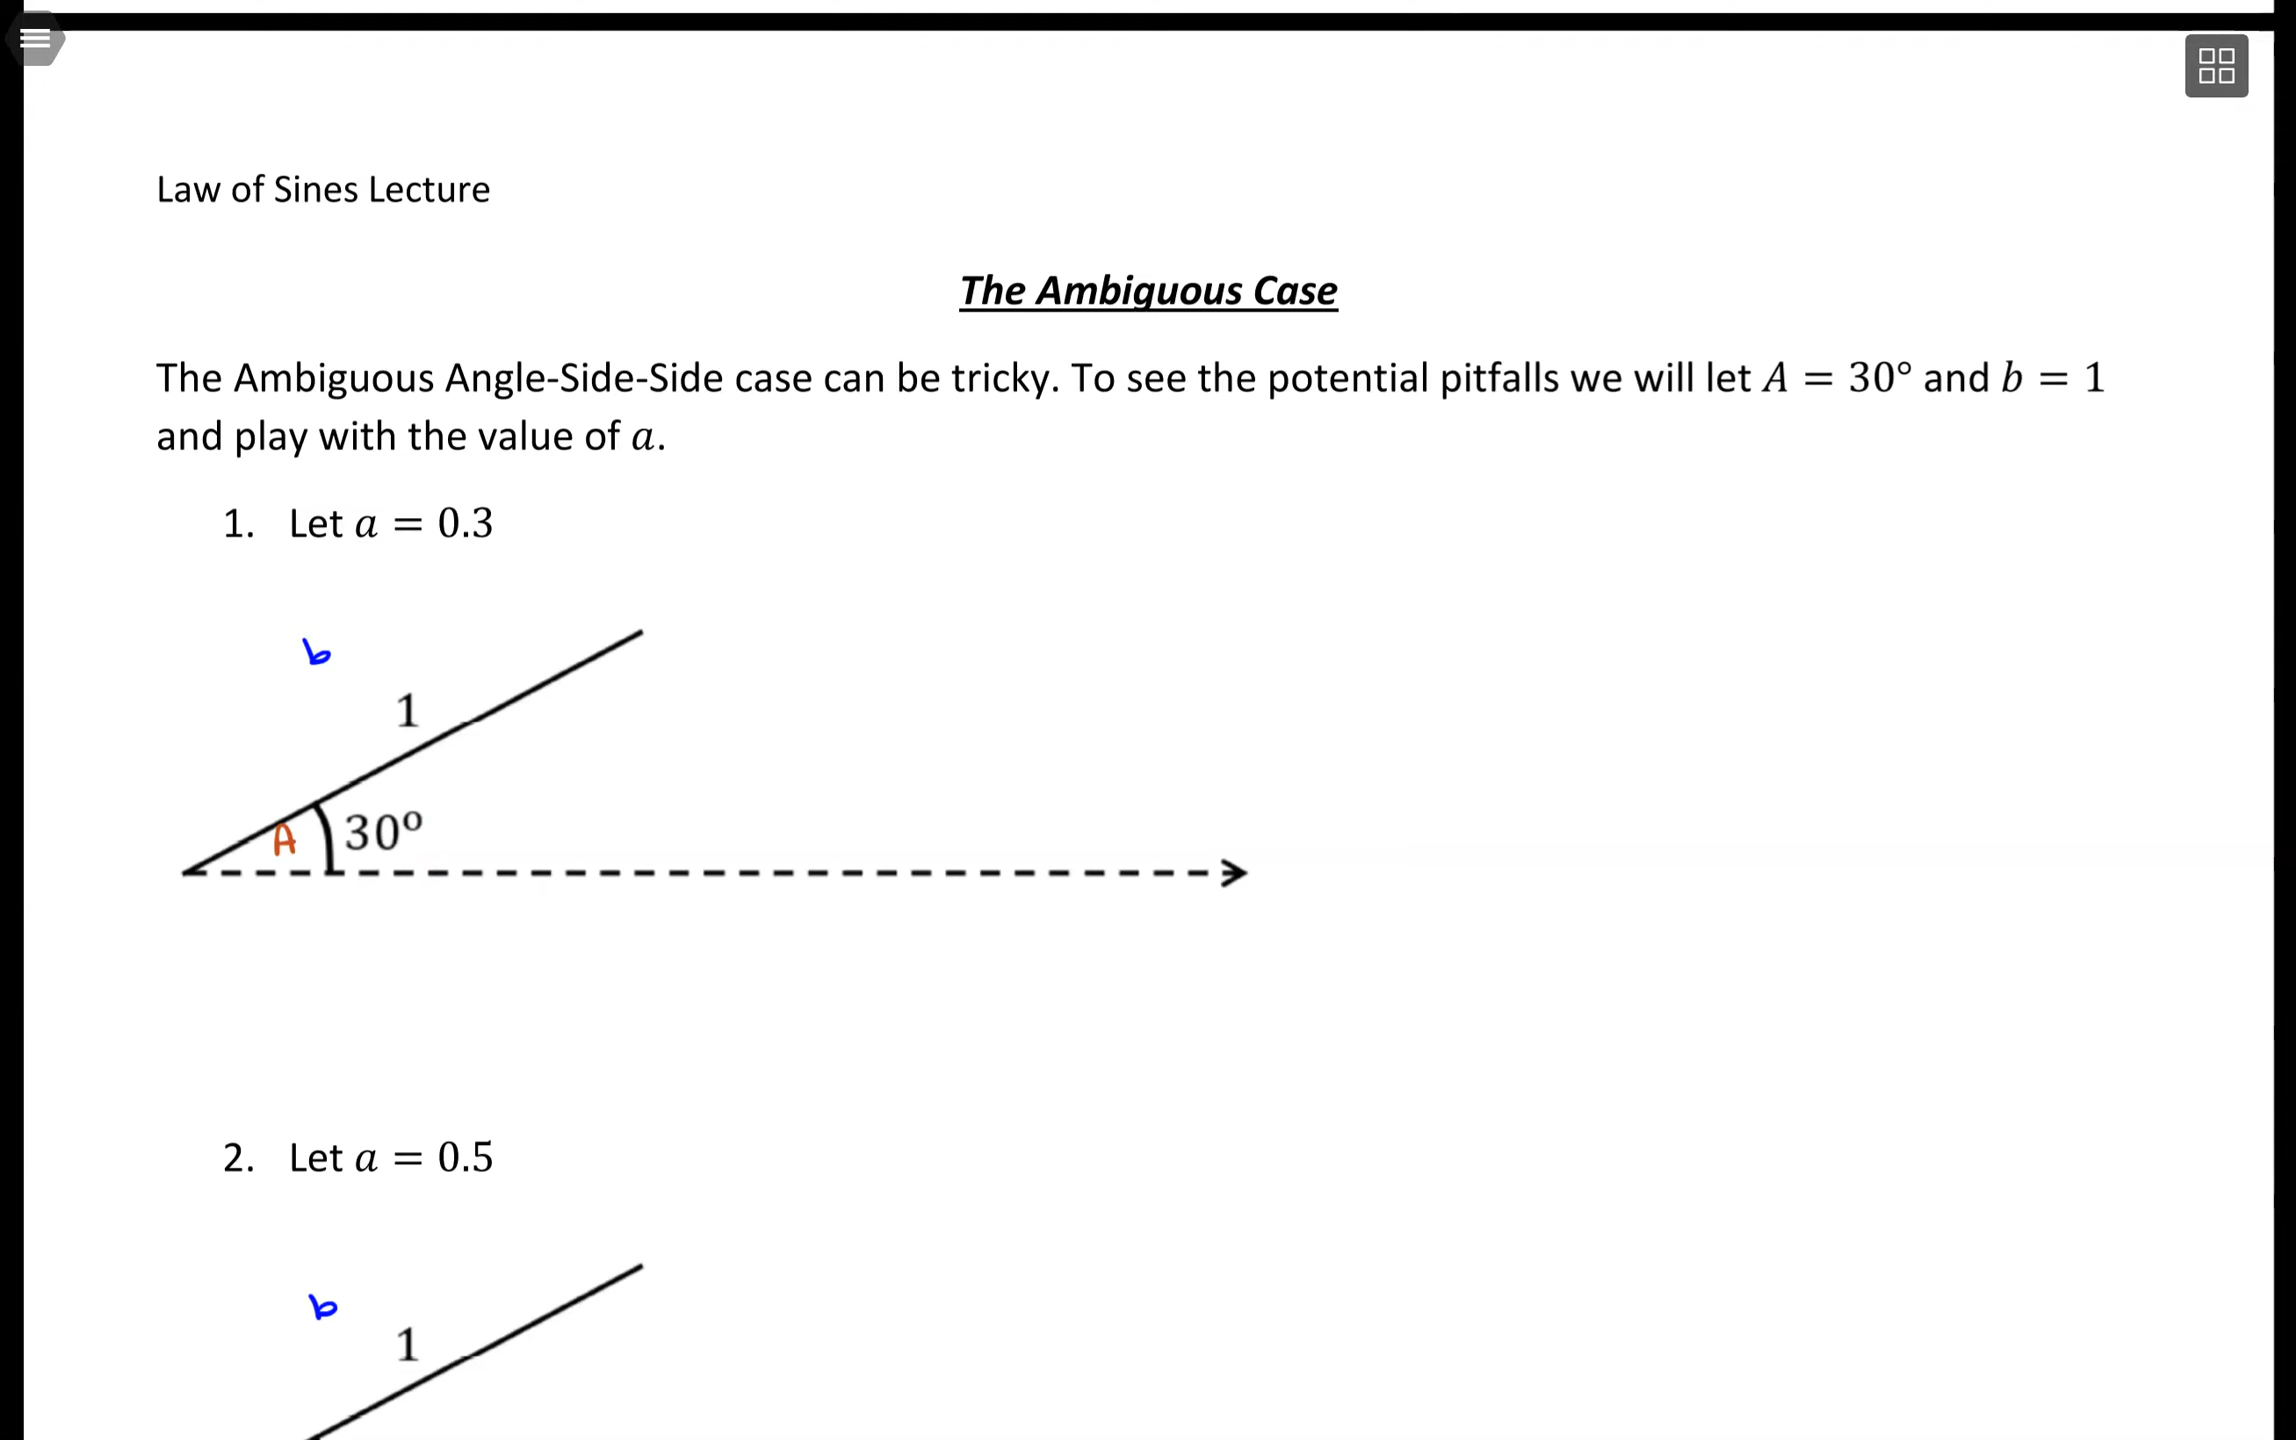 Law of Sines Lecture
The Ambiguous Case
The Ambiguous Angle-Side-Side case can be tricky. To see the potential pitfalls we will let A = 30° and b = 1
and play with the value of a.
1. Let a = 0.3
b
1
A 30º
2. Let a = 0.5
b
1